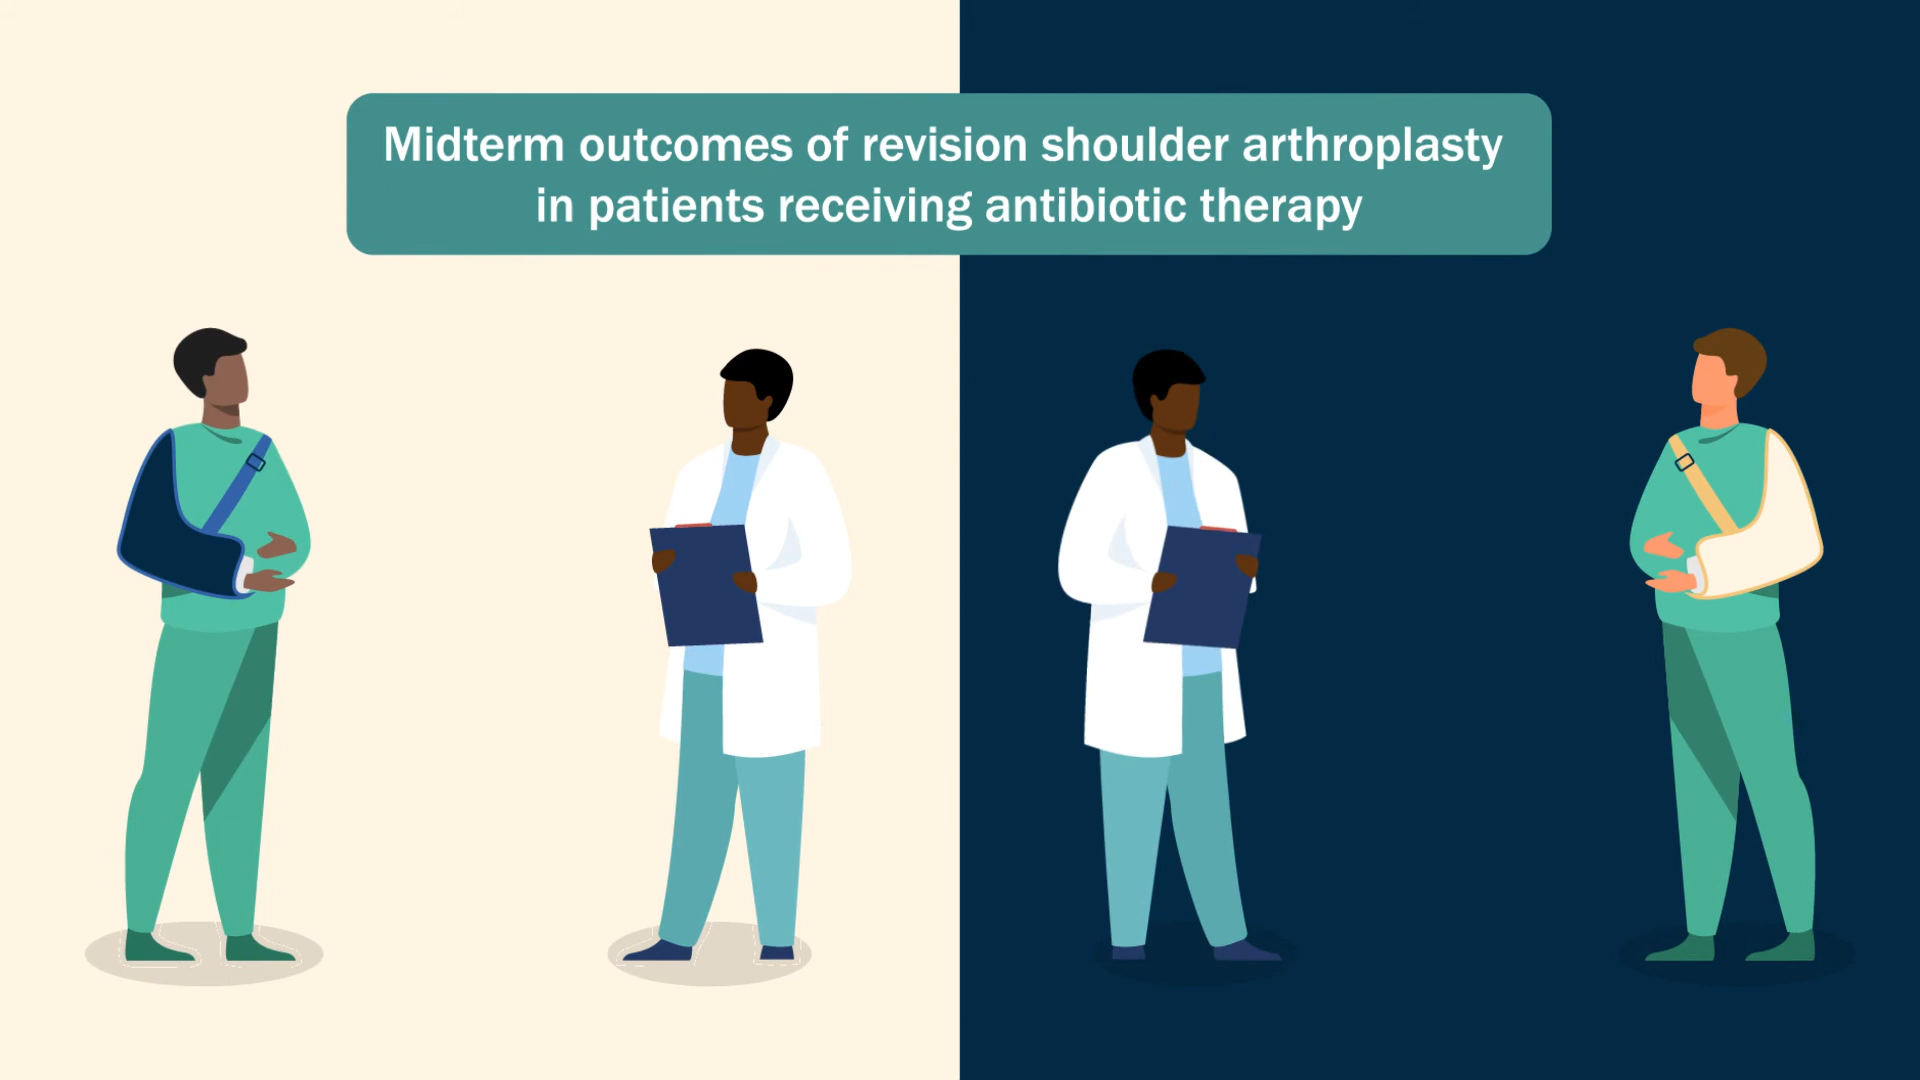 Midterm outcomes of revision shoulder arthroplasty
in patients receiving antibiotic therapy